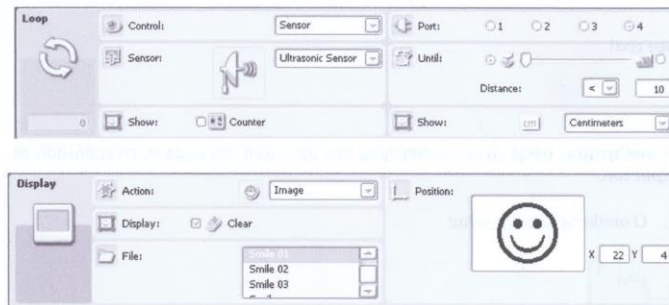 Loop
Control: Sensor Port: 1 2 3 4
Sensor: Ultrasonic Sensor Until:
Distance: < 10
0 Show: Counter Show: cm Centimeters
Display
Action: Image Position:
Display: Clear
File: Smile 01
Smile 02
Smile 03
X 22 Y 4